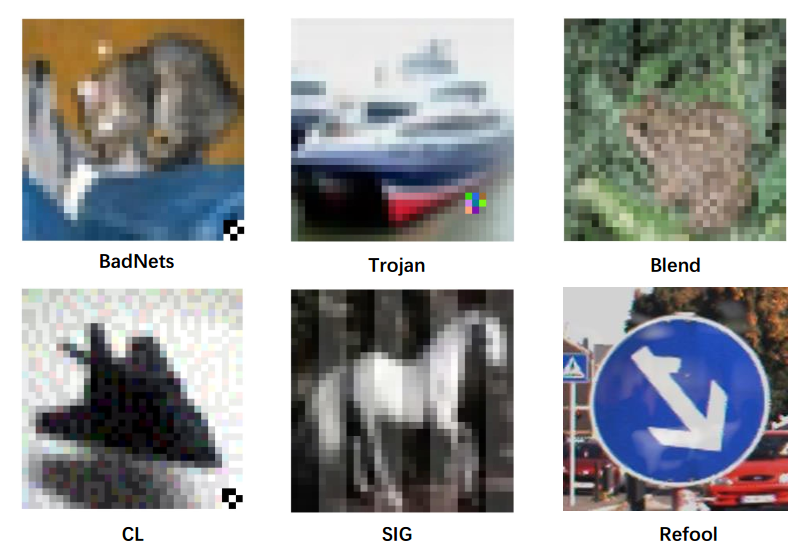 BadNets
Trojan
Blend
CL
SIG
Refool